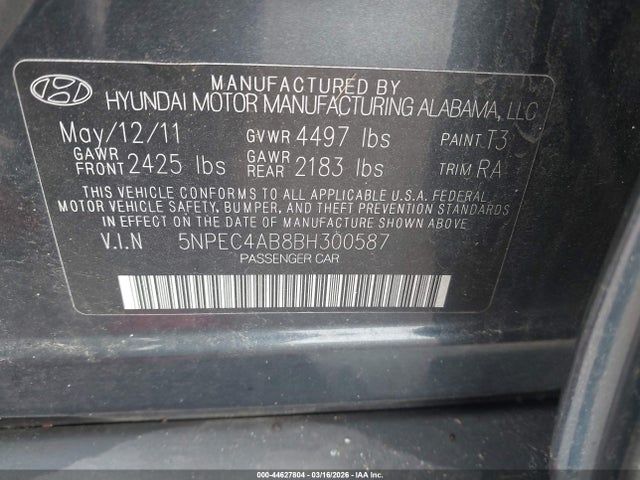 MANUFACTURED BY
HYUNDAI MOTOR MANUFACTURING ALABAMA, LLC
May/12/11 GVWR 4497 lbs PAINT T3
GAWR FRONT 2425 lbs GAWR REAR 2183 lbs TRIM RA
THIS VEHICLE CONFORMS TO ALL APPLICABLE U.S.A. FEDERAL
MOTOR VEHICLE SAFETY, BUMPER, AND THEFT PREVENTION STANDARDS
IN EFFECT ON THE DATE OF MANUFACTURE SHOWN ABOVE.
V.I.N 5NPEC4AB8BH300587
PASSENGER CAR
000-44627804 | 03/16/2026 - IAA Inc.